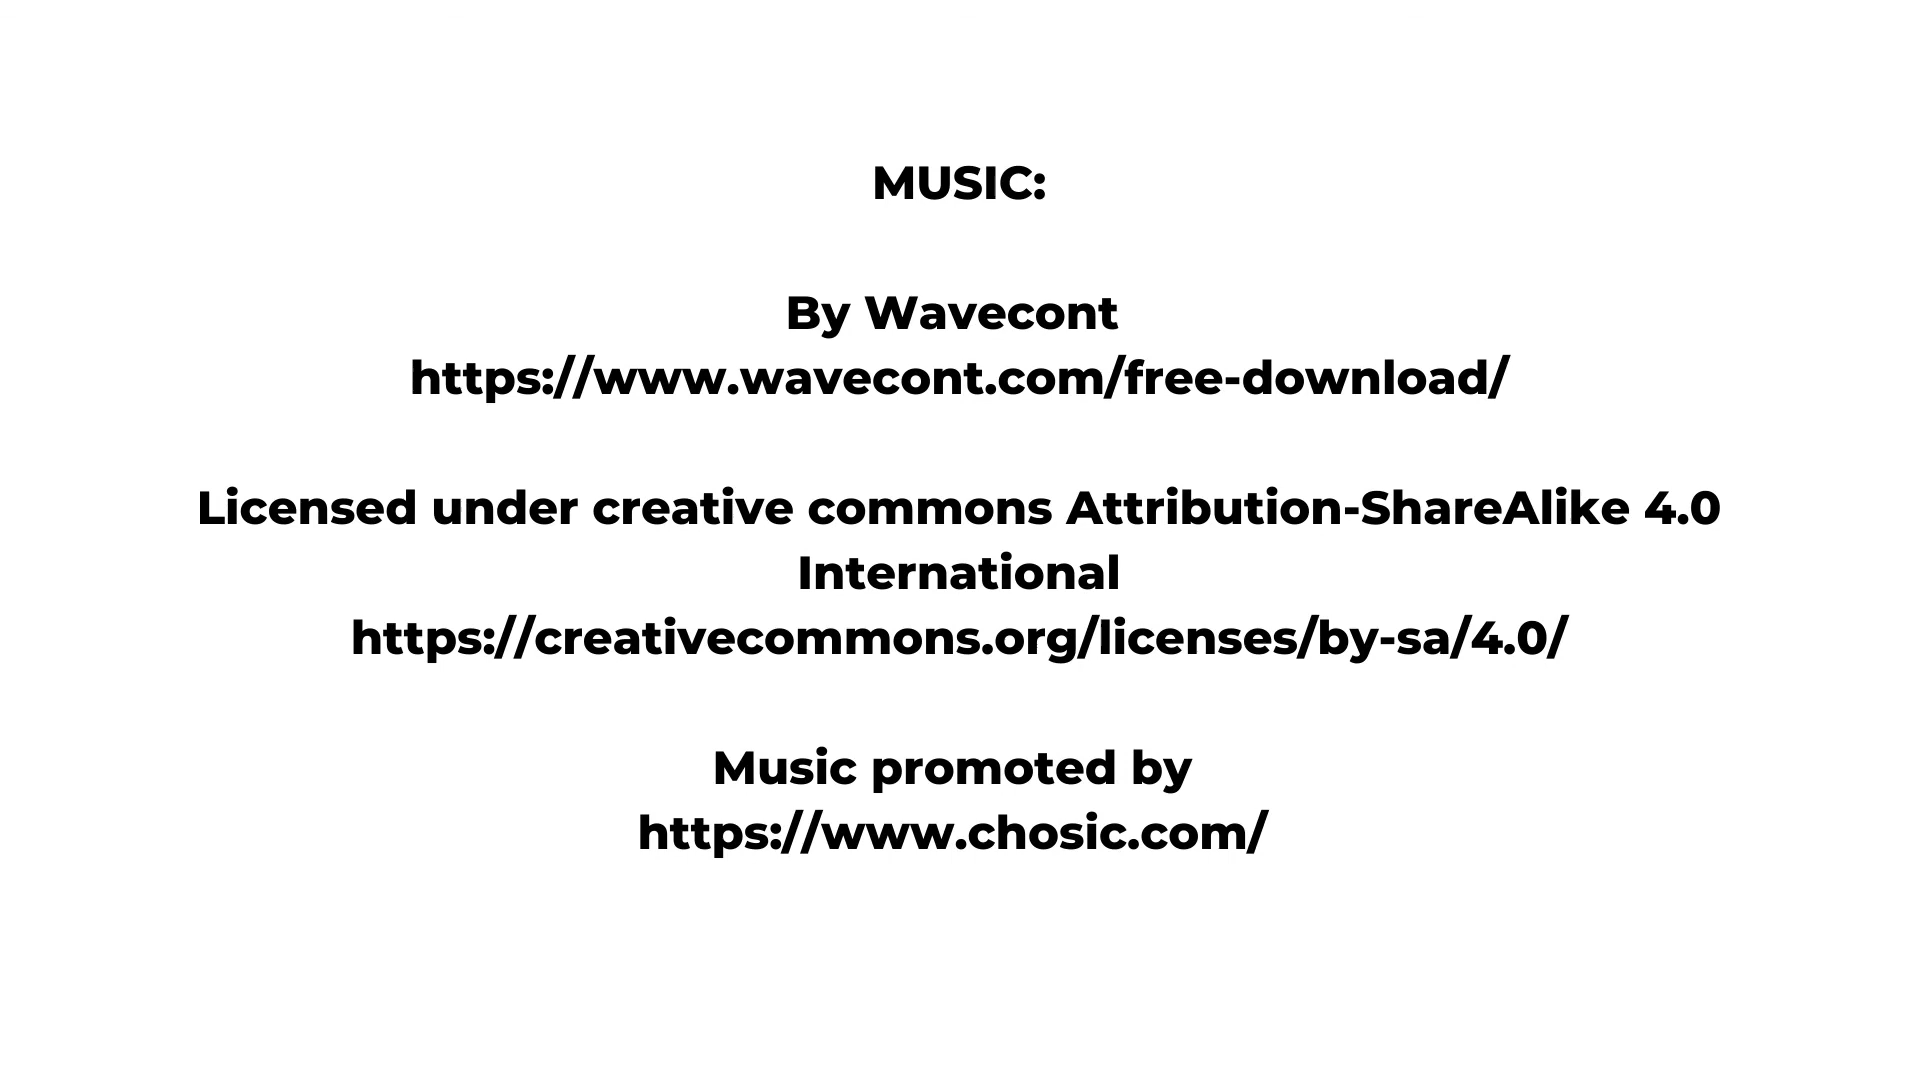 MUSIC:
By Wavecont
https://www.wavecont.com/free-download/
Licensed under creative commons Attribution-ShareAlike 4.0
International
https://creativecommons.org/licenses/by-sa/4.0/
Music promoted by
https://www.chosic.com/